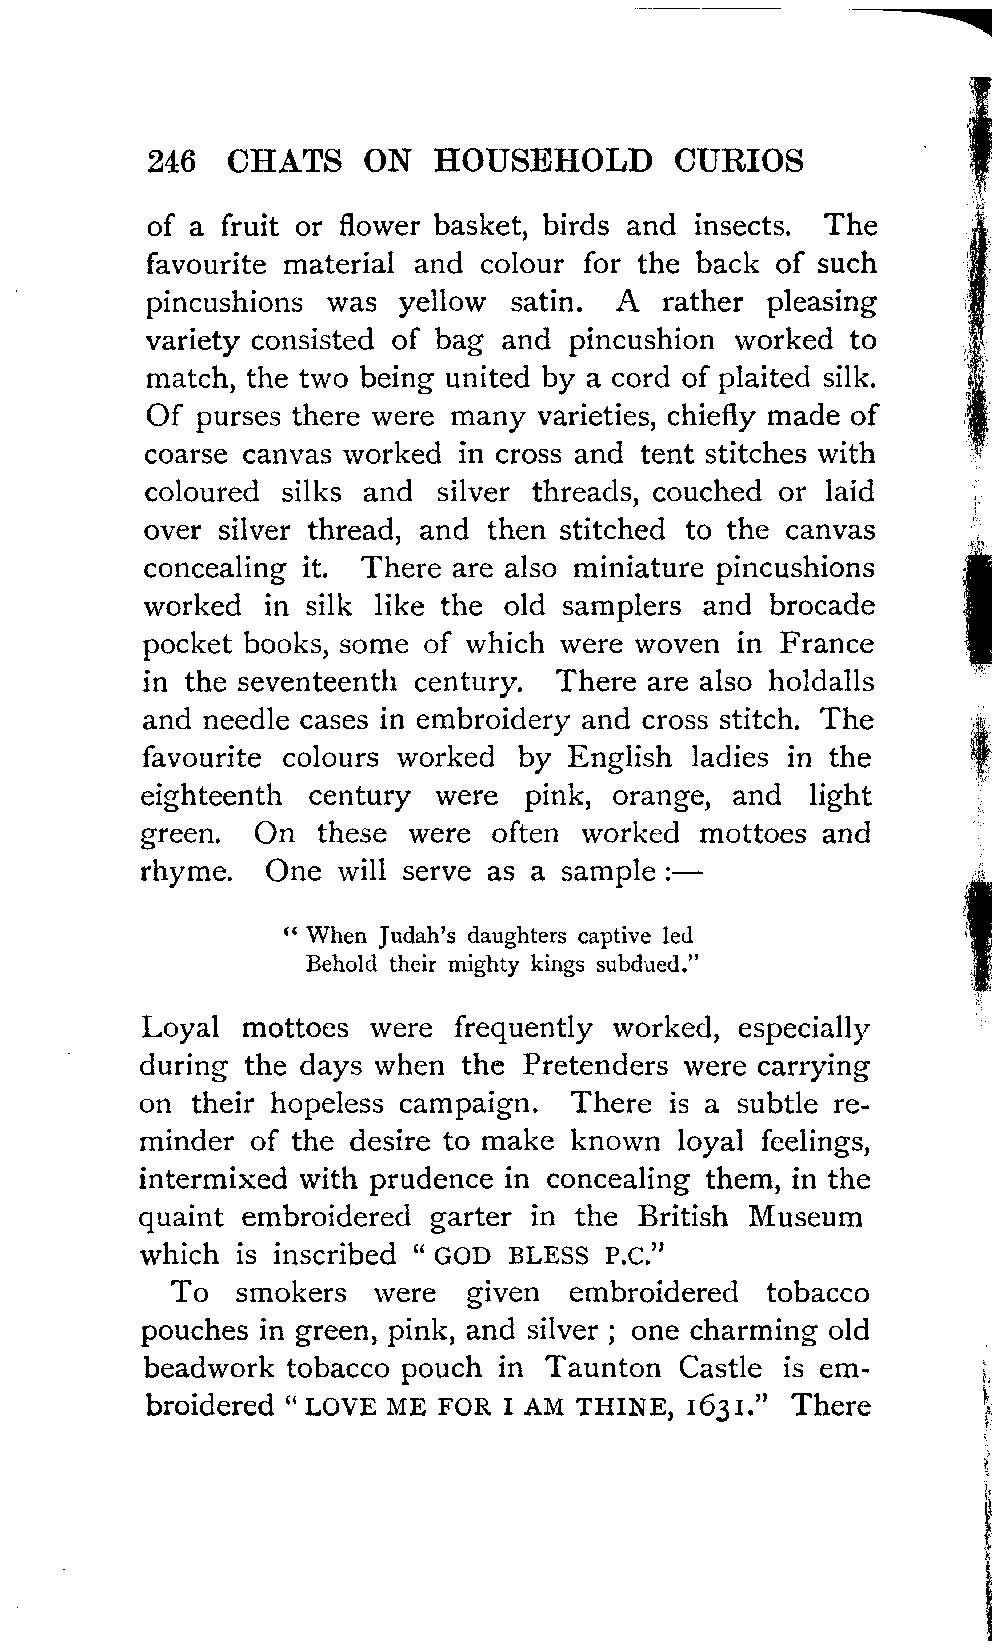 246 CHATS ON HOUSEHOLD CURIOS
of a fruit or flower basket, birds and insects. The
favourite material and colour for the back of such
pincushions was yellow satin. A rather pleasing
variety consisted of bag and pincushion worked to
match, the two being united by a cord of plaited silk.
Of purses there were many varieties, chiefly made of
coarse canvas worked in cross and tent stitches with
coloured silks and silver threads, couched or laid
over silver thread, and then stitched to the canvas
concealing it. There are also miniature pincushions
worked in silk like the old samplers and brocade
pocket books, some of which were woven in France
in the seventeenth century. There are also holdalls
and needle cases in embroidery and cross stitch. The
favourite colours worked by English ladies in the
eighteenth century were pink, orange, and light
green. On these were often worked mottoes and
rhyme. One will serve as a sample :—
“ When Judah's daughters captive led
Behold their mighty kings subdued.”
Loyal mottoes were frequently worked, especially
during the days when the Pretenders were carrying
on their hopeless campaign. There is a subtle re-
minder of the desire to make known loyal feelings,
intermixed with prudence in concealing them, in the
quaint embroidered garter in the British Museum
which is inscribed “ GOD BLESS P.C.”
To smokers were given embroidered tobacco
pouches in green, pink, and silver ; one charming old
beadwork tobacco pouch in Taunton Castle is em-
broidered “ LOVE ME FOR I AM THINE, 1631.” There